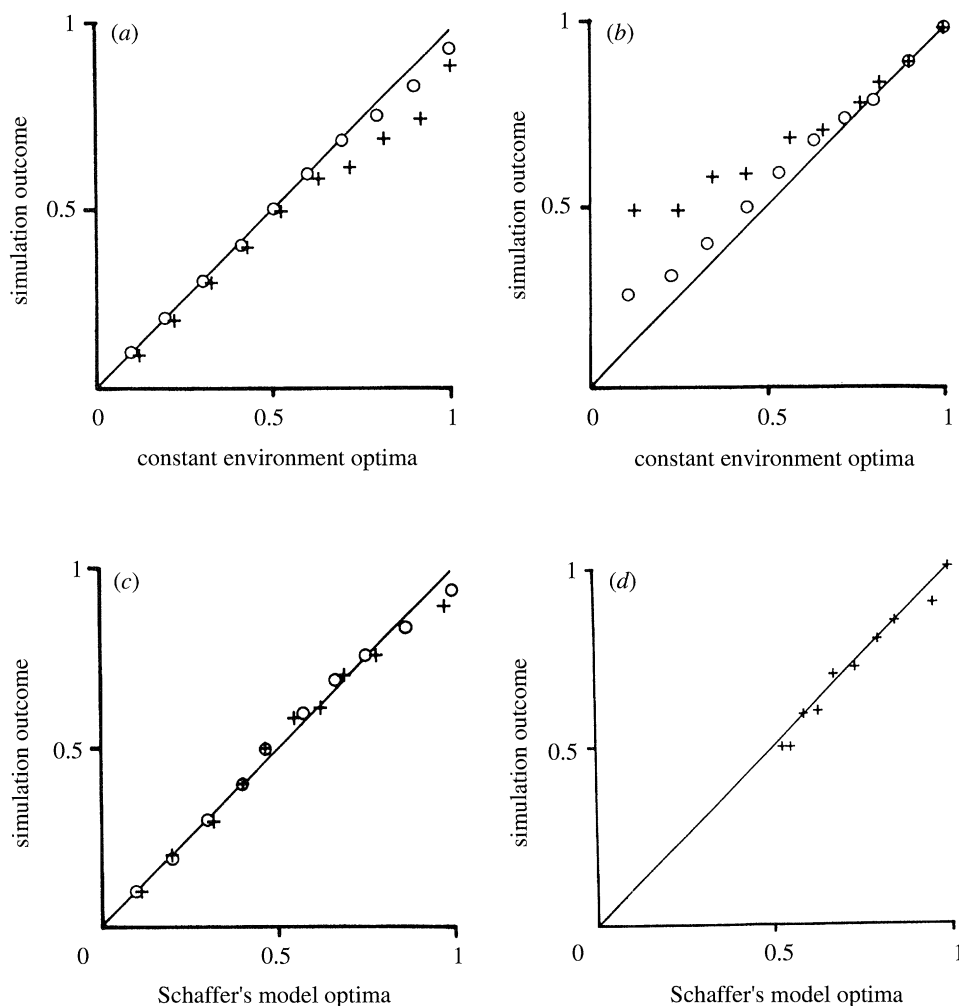 1
(a)
0.5
simulation outcome
0
0.5
1
constant environment optima
1
(b)
0.5
simulation outcome
0
0.5
1
constant environment optima
1
(c)
0.5
simulation outcome
0
0.5
1
Schaffer's model optima
1
(d)
0.5
simulation outcome
0
0.5
1
Schaffer's model optima